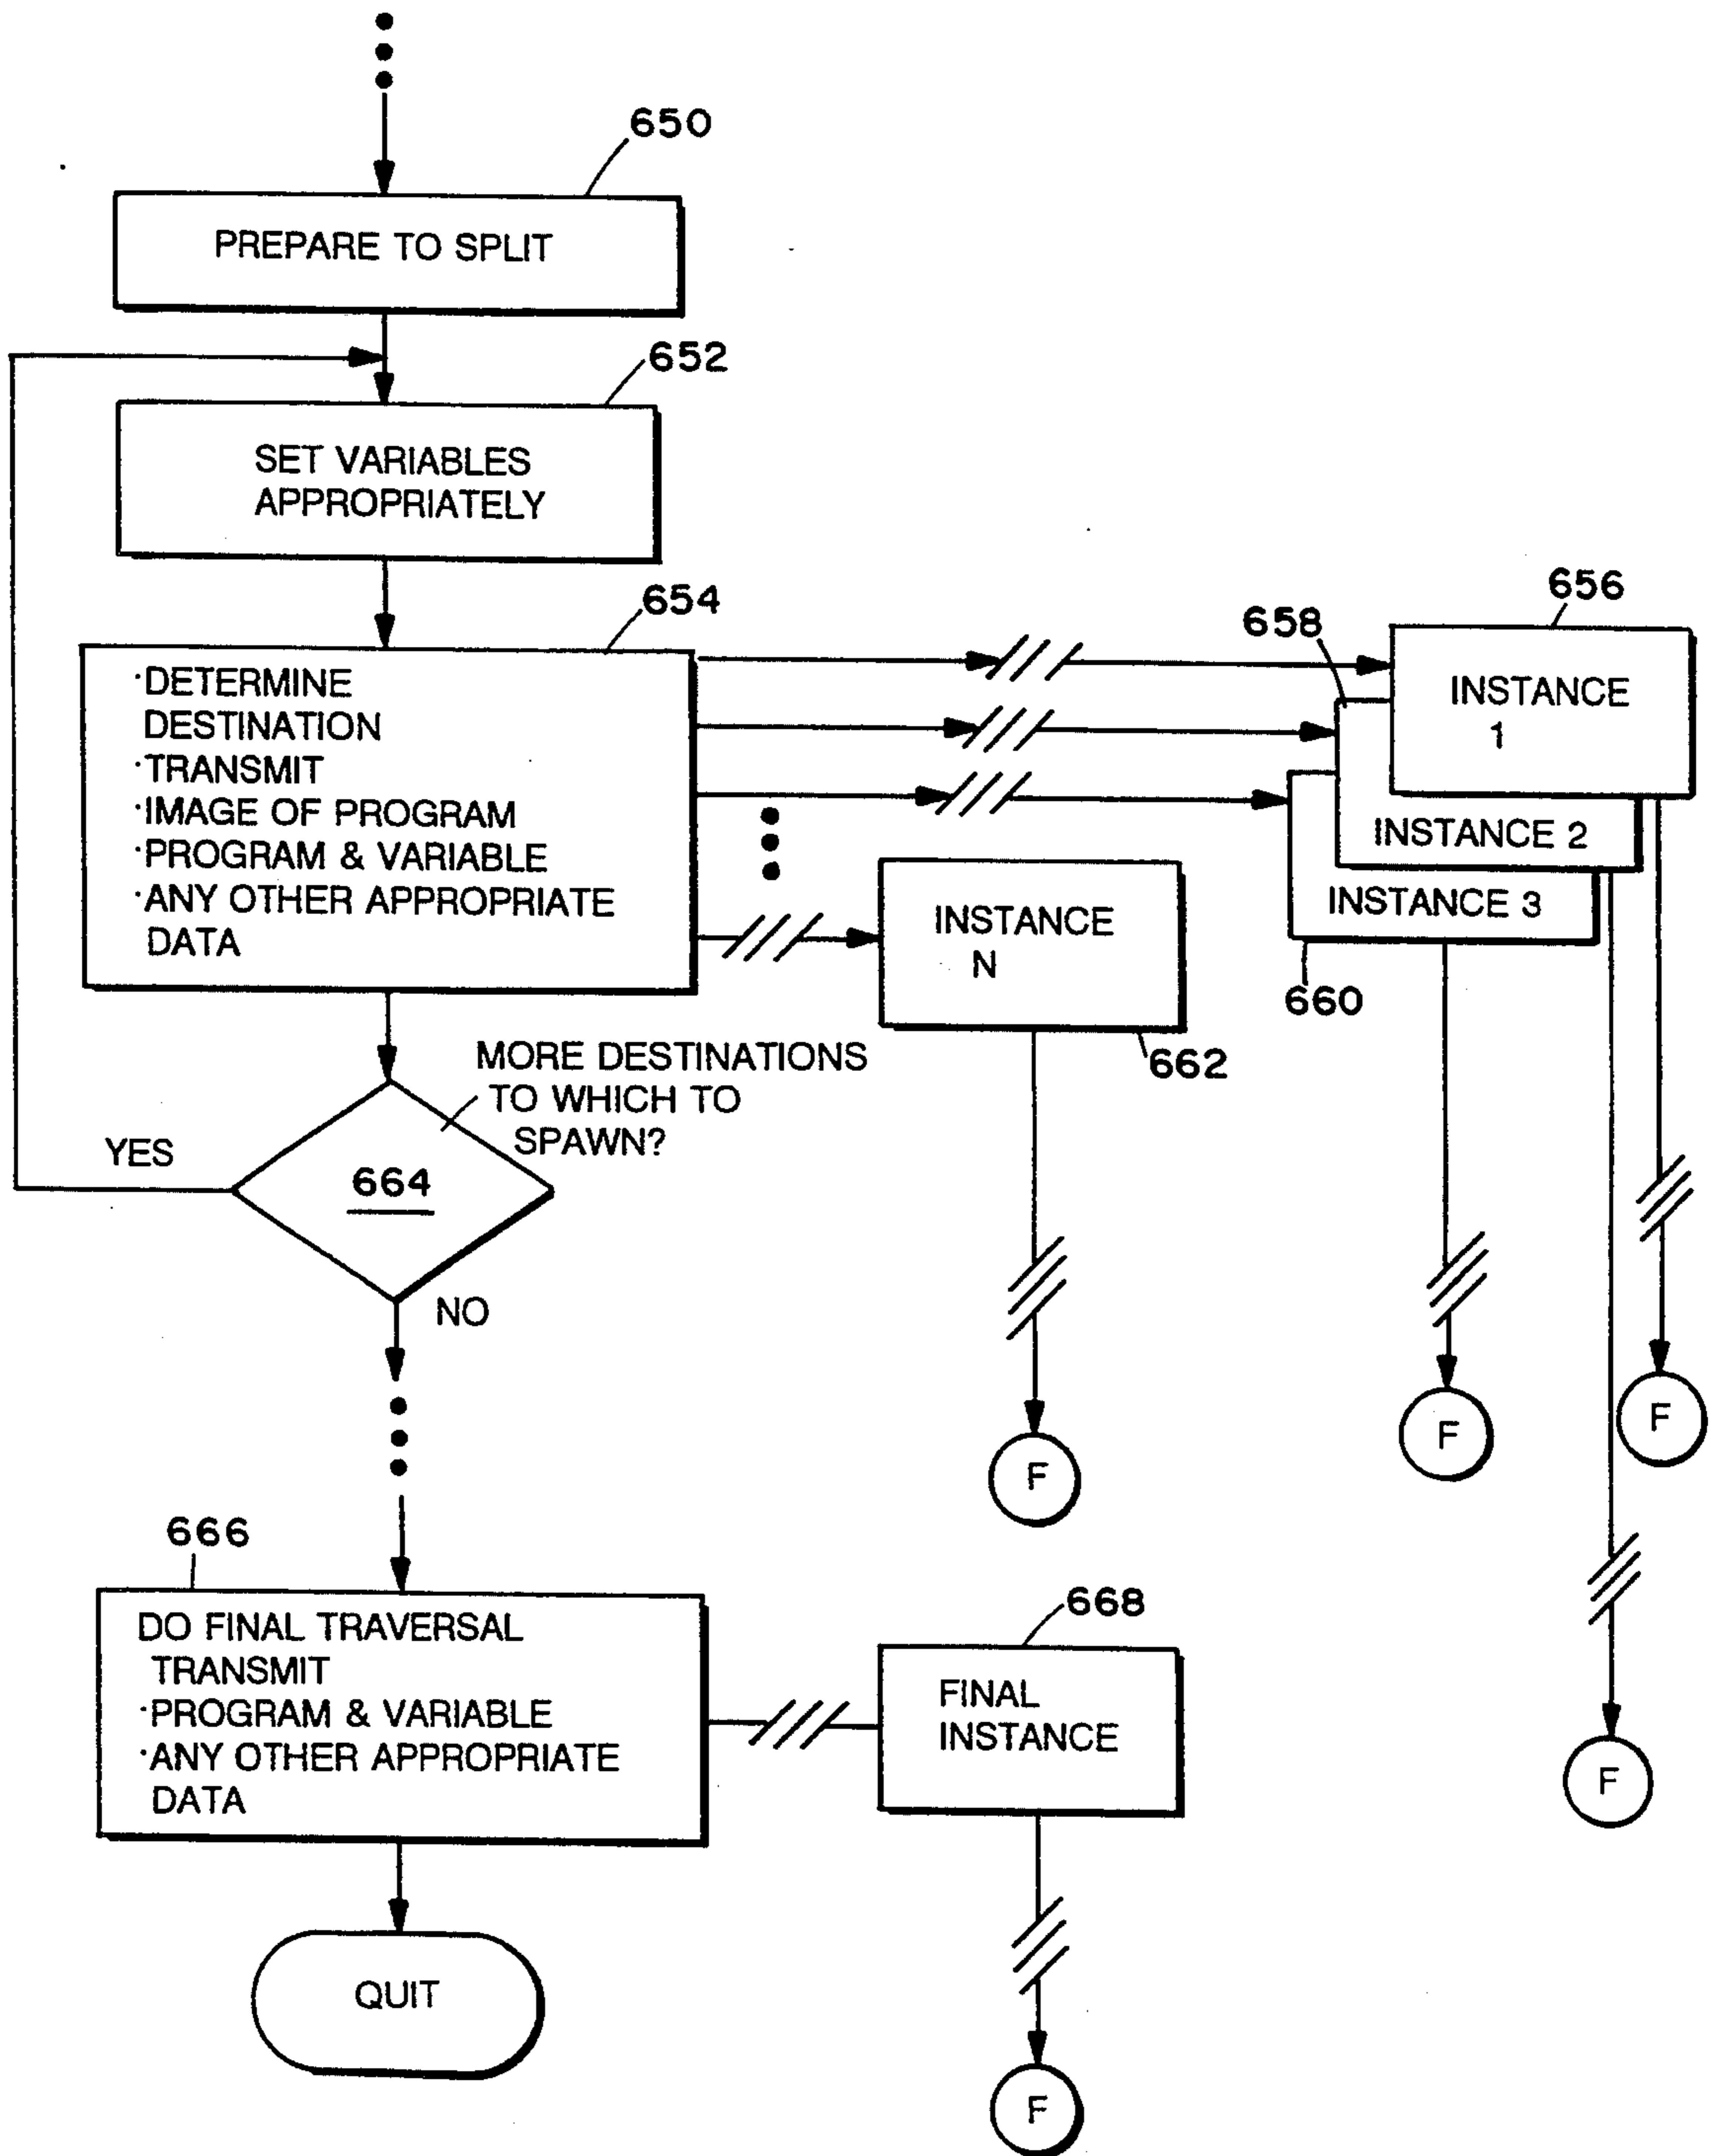 650
PREPARE TO SPLIT
652
SET VARIABLES
APPROPRIATELY
654
·DETERMINE
DESTINATION
·TRANSMIT
·IMAGE OF PROGRAM
·PROGRAM & VARIABLE
·ANY OTHER APPROPRIATE
DATA
656
658
INSTANCE
1
INSTANCE 2
INSTANCE 3
660
INSTANCE
N
662
MORE DESTINATIONS
TO WHICH TO
SPAWN?
YES
664
NO
F
F
F
F
666
DO FINAL TRAVERSAL
TRANSMIT
·PROGRAM & VARIABLE
·ANY OTHER APPROPRIATE
DATA
668
FINAL
INSTANCE
QUIT
F